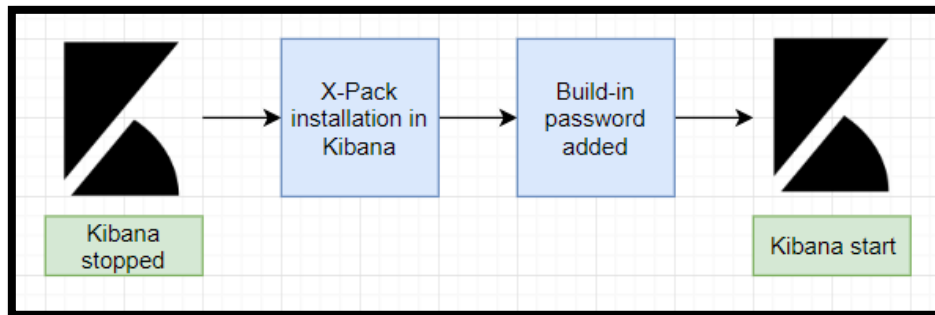 Kibana
stopped
X-Pack
installation in
Kibana
Build-in
password
added
Kibana start